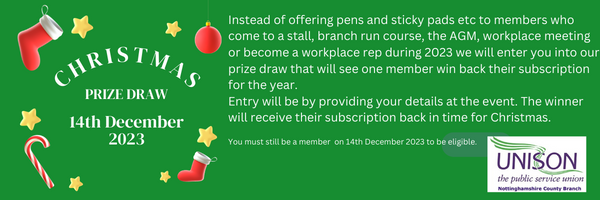 CHRISTMAS
PRIZE DRAW
14th December
2023
Instead of offering pens and sticky pads etc to members who
come to a stall, branch run course, the AGM, workplace meeting
or become a workplace rep during 2023 we will enter you into our
prize draw that will see one member win back their subscription
for the year.
Entry will be by providing your details at the event. The winner
will receive their subscription back in time for Christmas.
You must still be a member on 14th December 2023 to be eligible.
UNISON
the public service union
Nottinghamshire County Branch